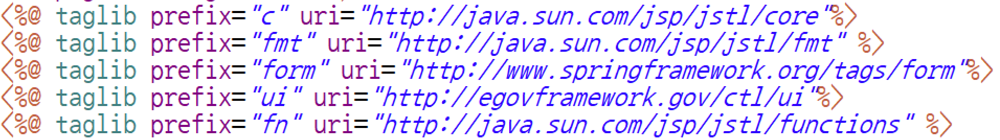 <%@ taglib prefix="c" uri="http://java.sun.com/jsp/jstl/core"%>
<%@ taglib prefix="fmt" uri="http://java.sun.com/jsp/jstl/fmt" %>
<%@ taglib prefix="form" uri="http://www.springframework.org/tags/form"%>
<%@ taglib prefix="ui" uri="http://egovframework.gov/ctl/ui"%>
<%@ taglib prefix="fn" uri="http://java.sun.com/jsp/jstl/functions" %>